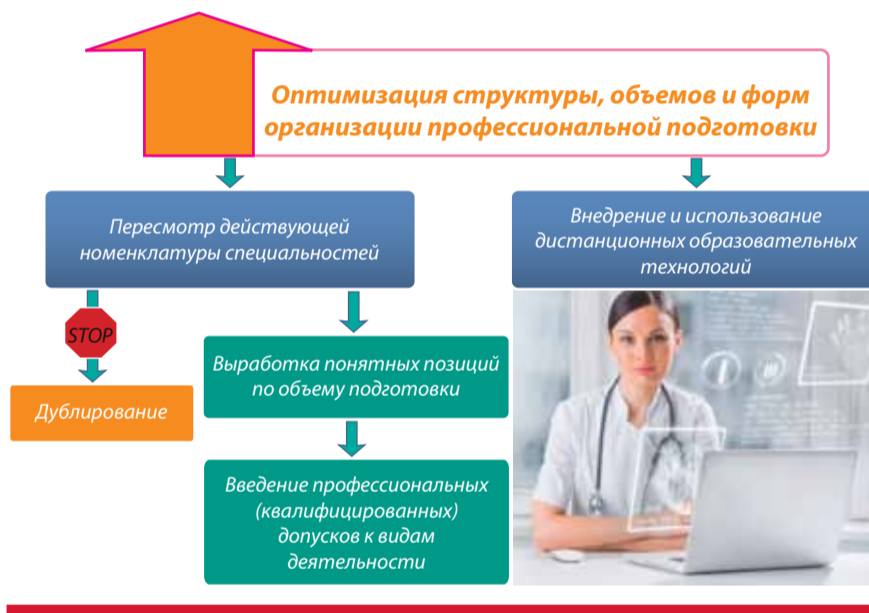 Оптимизация структуры, объемов и форм
организации профессиональной подготовки
Пересмотр действующей
номенклатуры специальностей
Внедрение и использование
дистанционных образовательных
технологий
STOP
Дублирование
Выработка понятных позиций
по объему подготовки
Введение профессиональных
(квалифицированных)
допусков к видам
деятельности